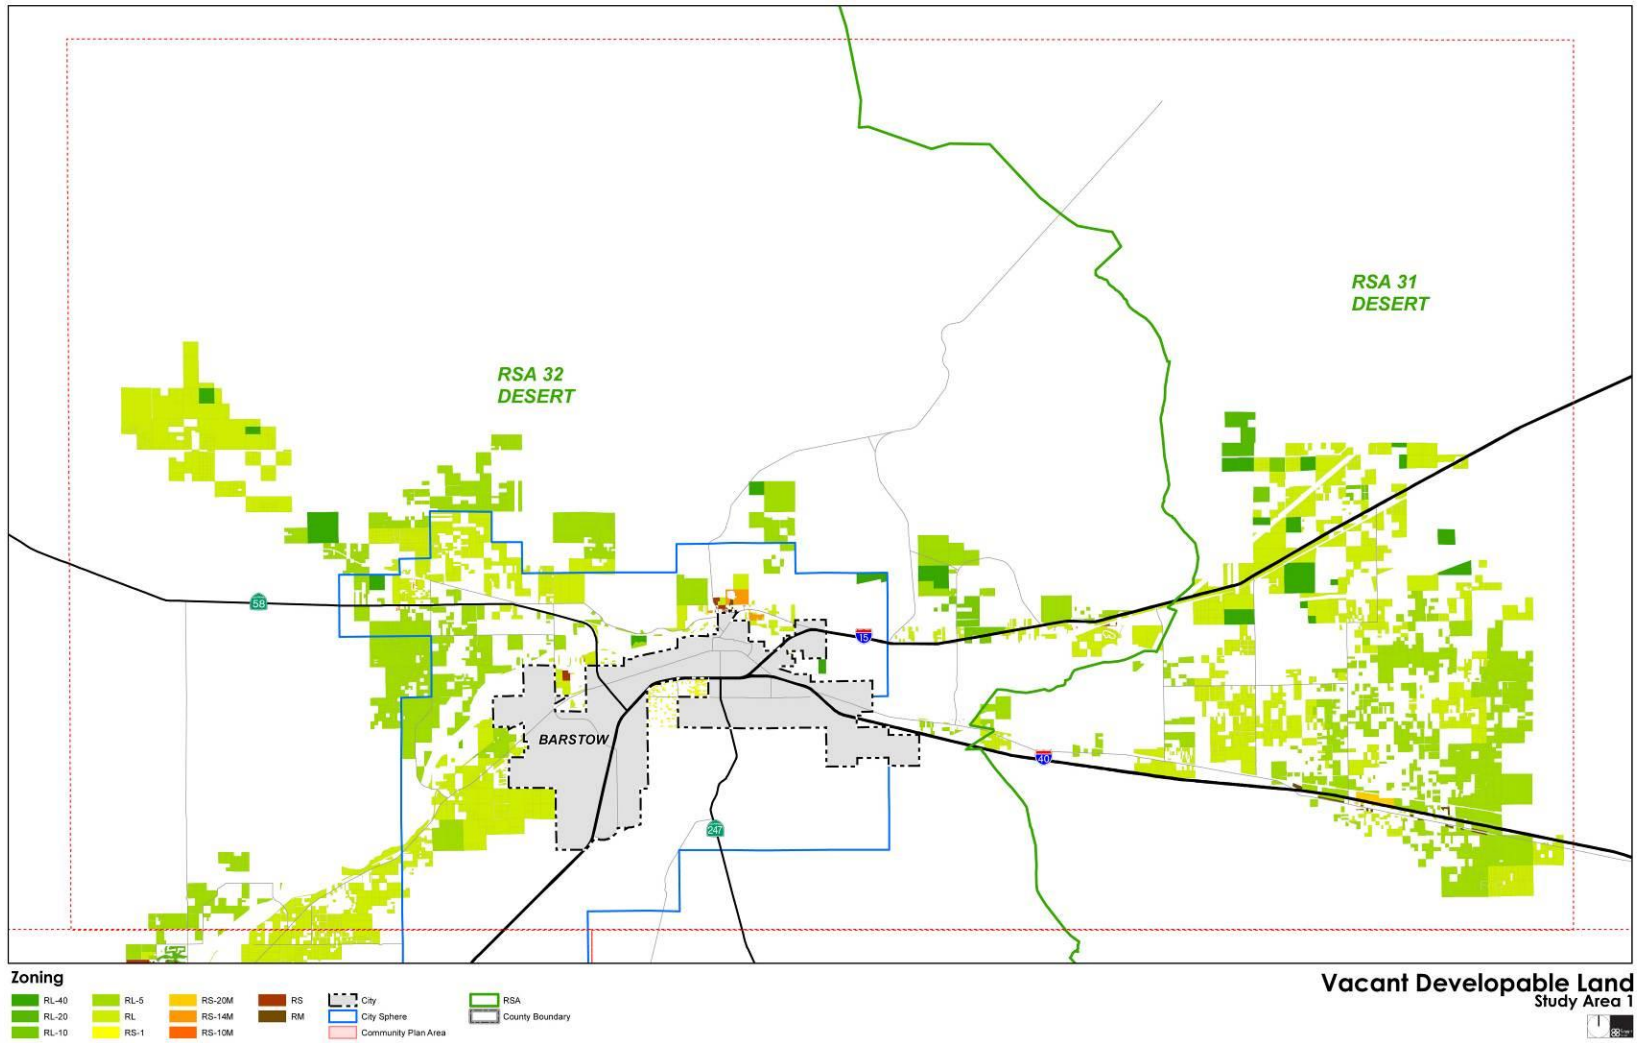 RSA 31
DESERT
RSA 32
DESERT
58
15
BARSTOW
40
247
Zoning
RL-40
RL-20
RL-10
RL-5
RL
RS-1
RS-20M
RS-14M
RS-10M
RS
RM
City
City Sphere
Community Plan Area
RSA
County Boundary
Vacant Developable Land
Study Area 1